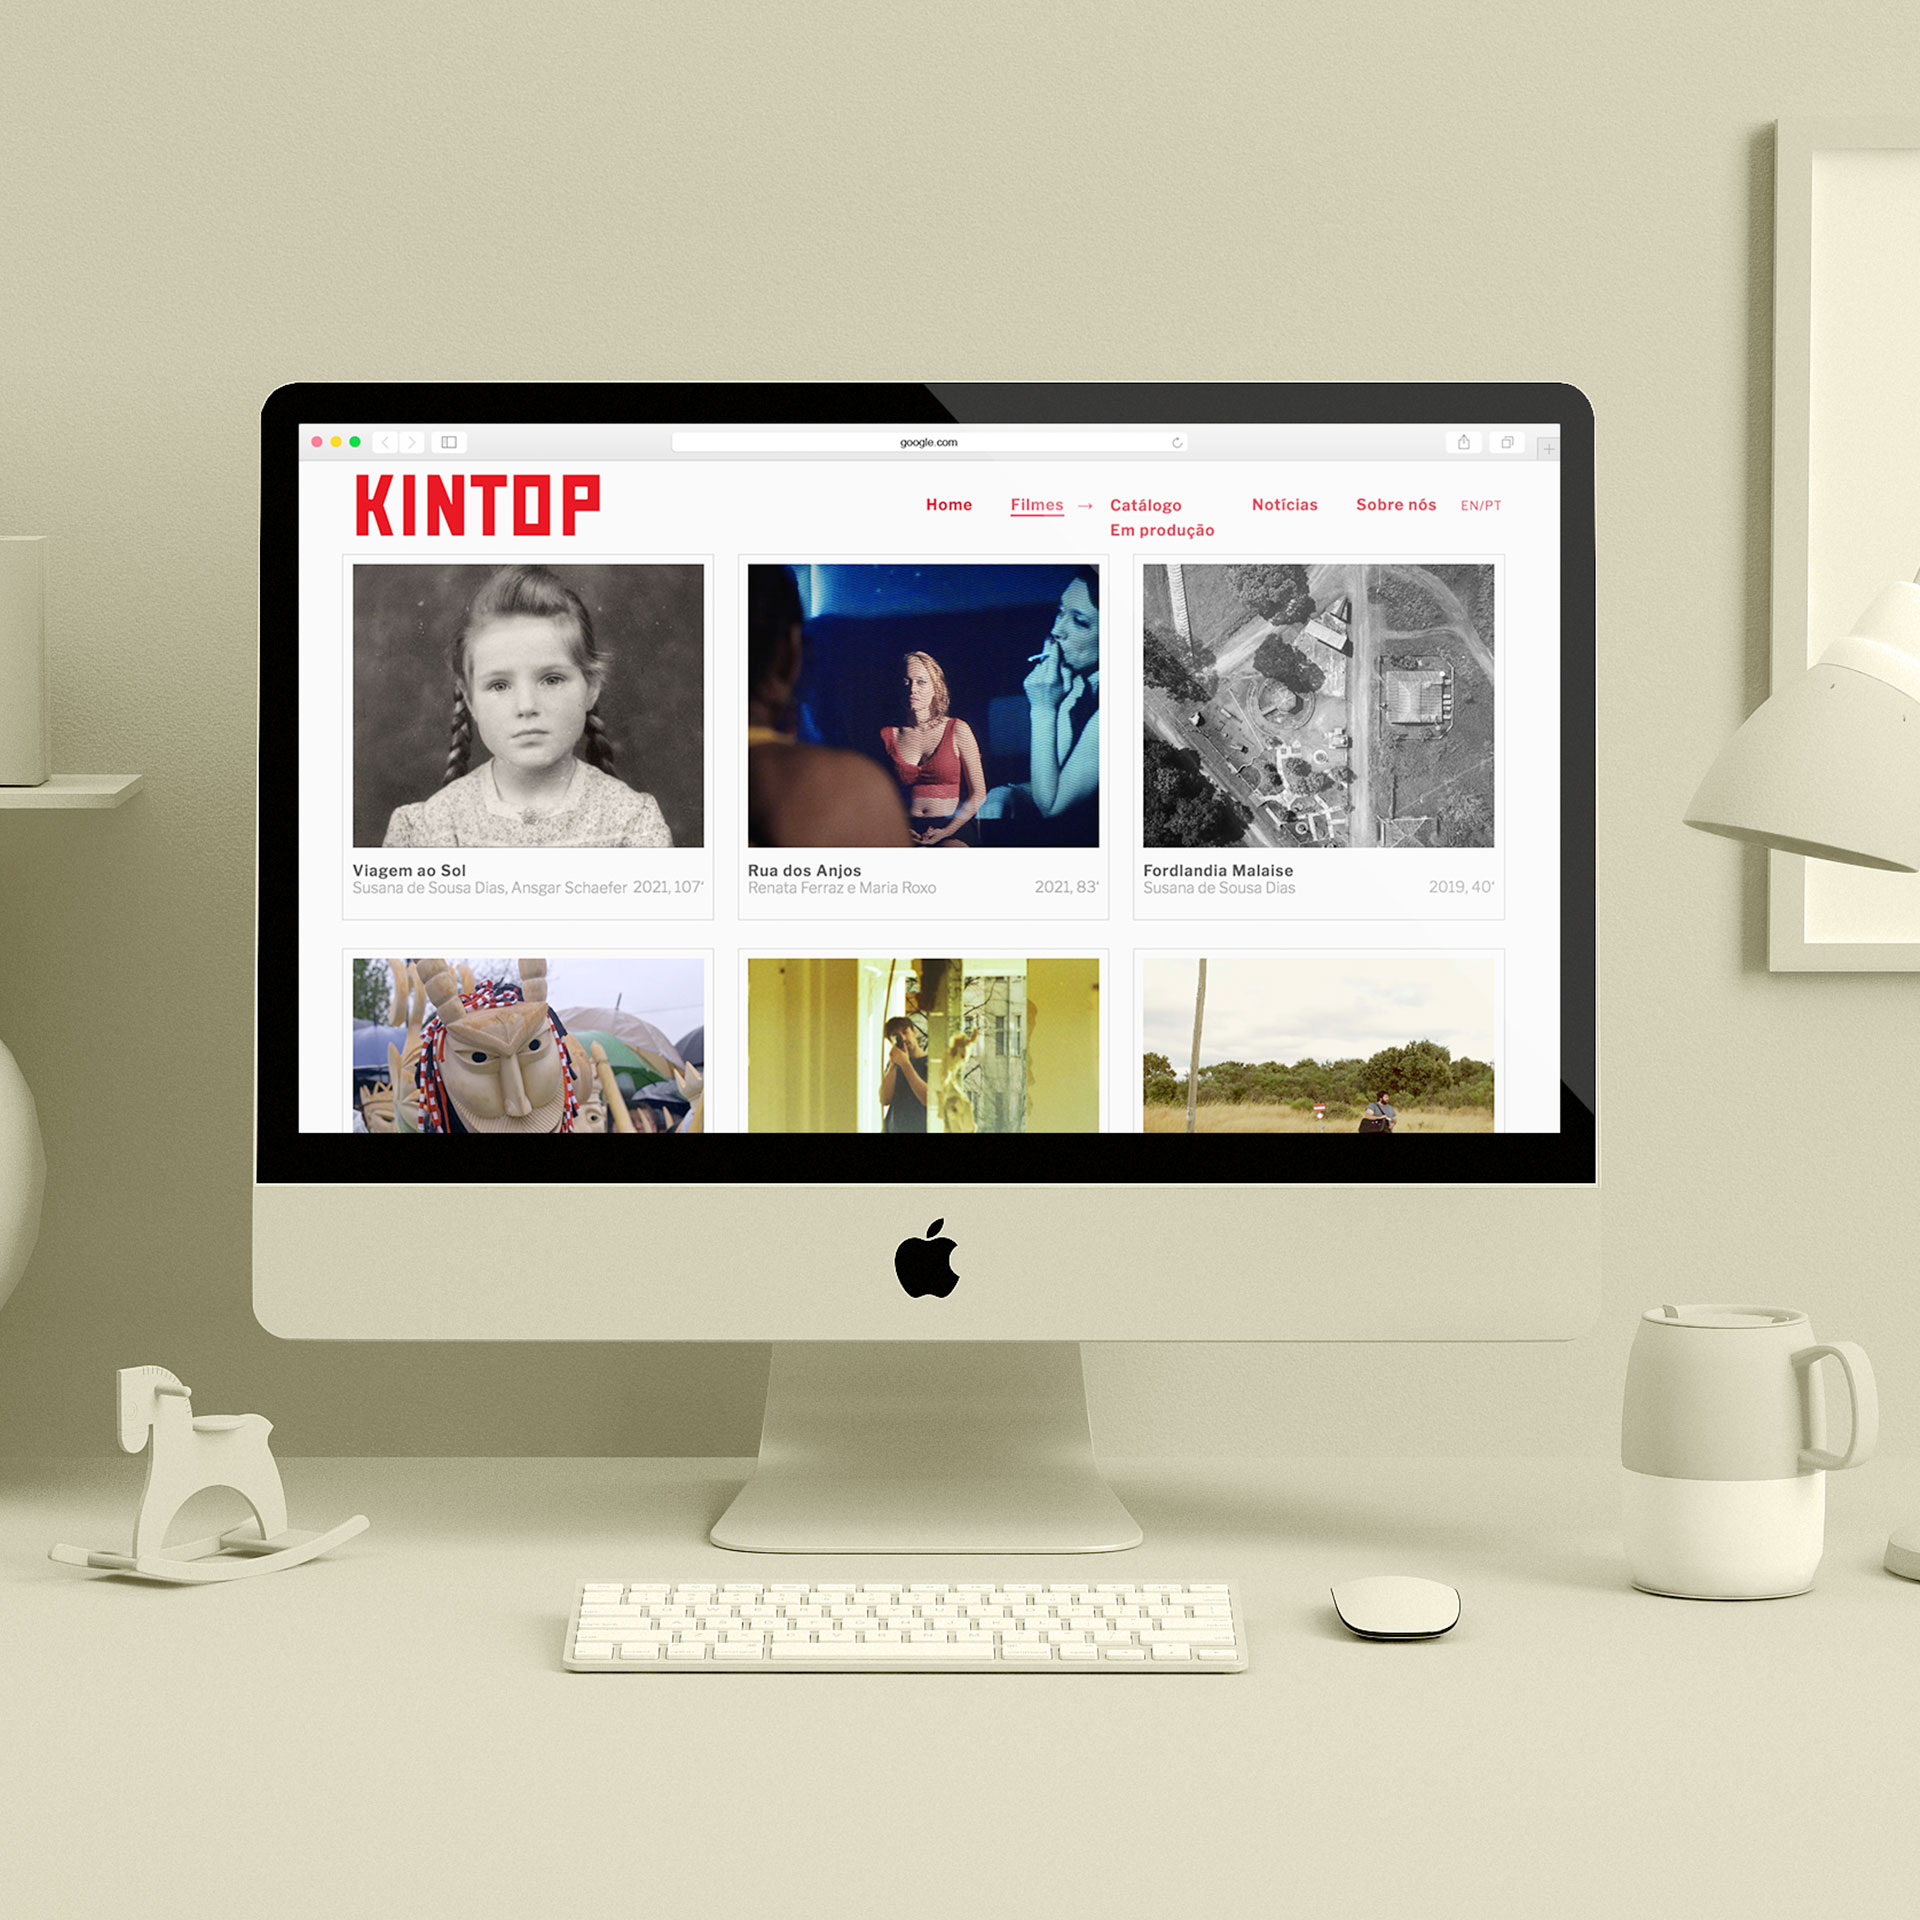 google.com
KINTOP
Home Filmes → Catálogo Notícias Sobre nós EN/PT
Em produção
Viagem ao Sol
Susana de Sousa Dias, Ansgar Schaefer 2021, 107'
Rua dos Anjos
Renata Ferraz e Maria Roxo 2021, 83'
Fordlandia Malaise
Susana de Sousa Dias 2019, 40'